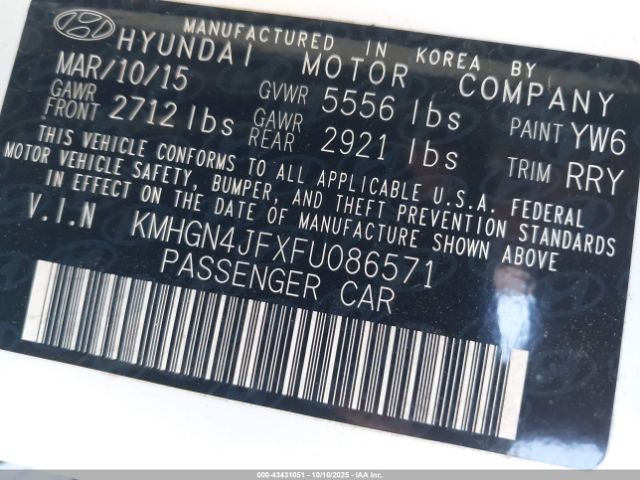 MANUFACTURED IN KOREA BY
HYUNDAI MOTOR COMPANY
MAR/10/15 GVWR 5556 lbs PAINT YW6
GAWR FRONT 2712 lbs GAWR REAR 2921 lbs TRIM RRY
THIS VEHICLE CONFORMS TO ALL APPLICABLE U.S.A. FEDERAL
MOTOR VEHICLE SAFETY, BUMPER, AND THEFT PREVENTION STANDARDS
IN EFFECT ON THE DATE OF MANUFACTURE SHOWN ABOVE
V.I.N KMHGN4JFXFU086571
PASSENGER CAR
000-43431051 - 10/10/2025 - IAA Inc.